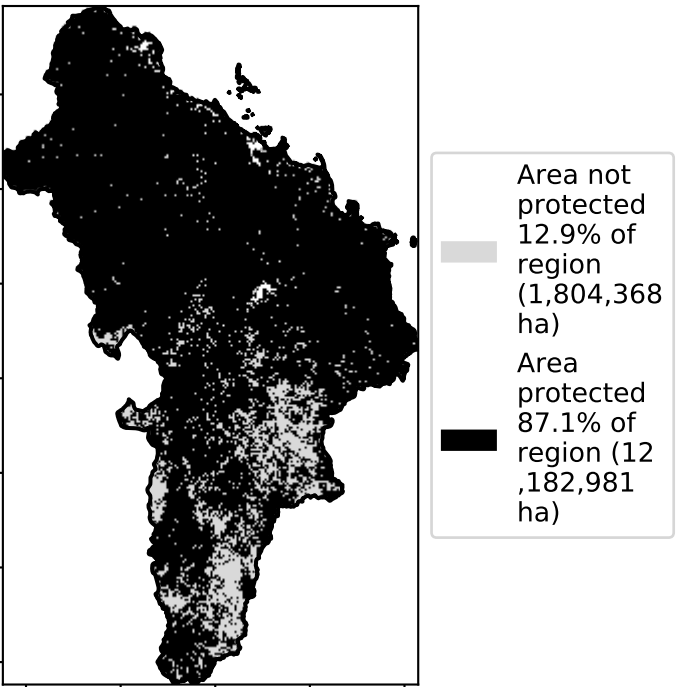 Area not
protected
12.9% of
region
(1,804,368
ha)
Area
protected
87.1% of
region (12
,182,981
ha)